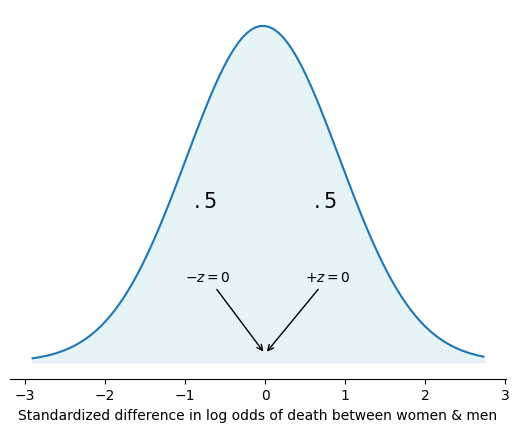 .5 .5
−z = 0 +z = 0
−3 −2 −1 0 1 2 3
Standardized difference in log odds of death between women & men